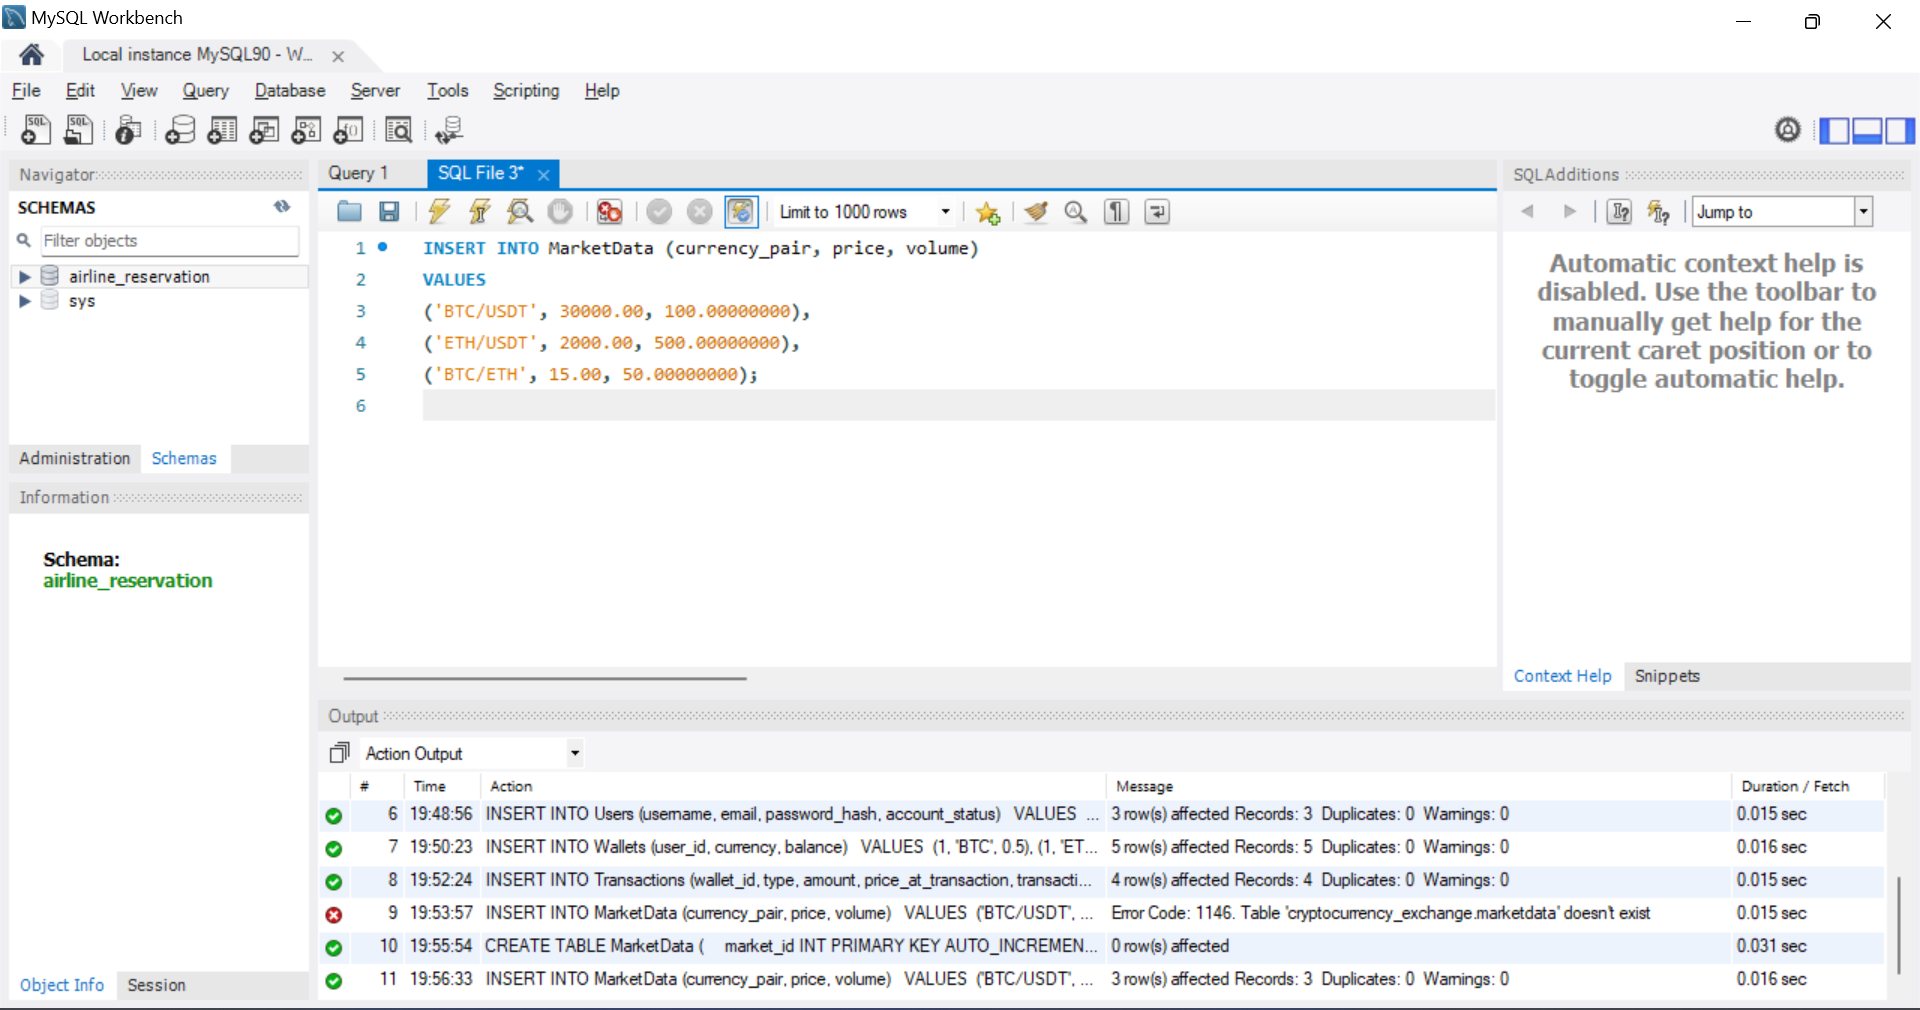 MySQL Workbench
Local instance MySQL90 - W...
File Edit View Query Database Server Tools Scripting Help
Navigator
SCHEMAS
Filter objects
airline_reservation
sys
Administration Schemas
Information
Schema:
airline_reservation
Object Info Session
Query 1 SQL File 3*
Limit to 1000 rows
1 INSERT INTO MarketData (currency_pair, price, volume)
2 VALUES
3 ('BTC/USDT', 30000.00, 100.00000000),
4 ('ETH/USDT', 2000.00, 500.00000000),
5 ('BTC/ETH', 15.00, 50.00000000);
6
SQLAdditions
Jump to
Automatic context help is
disabled. Use the toolbar to
manually get help for the
current caret position or to
toggle automatic help.
Context Help Snippets
Output
Action Output
# Time Action Message Duration / Fetch
6 19:48:56 INSERT INTO Users (username, email, password_hash, account_status) VALUES ... 3 row(s) affected Records: 3 Duplicates: 0 Warnings: 0 0.015 sec
7 19:50:23 INSERT INTO Wallets (user_id, currency, balance) VALUES (1, 'BTC', 0.5), (1, 'ET... 5 row(s) affected Records: 5 Duplicates: 0 Warnings: 0 0.016 sec
8 19:52:24 INSERT INTO Transactions (wallet_id, type, amount, price_at_transaction, transacti... 4 row(s) affected Records: 4 Duplicates: 0 Warnings: 0 0.015 sec
9 19:53:57 INSERT INTO MarketData (currency_pair, price, volume) VALUES ('BTC/USDT', ... Error Code: 1146. Table 'cryptocurrency_exchange.marketdata' doesn't exist 0.015 sec
10 19:55:54 CREATE TABLE MarketData ( market_id INT PRIMARY KEY AUTO_INCREMEN... 0 row(s) affected 0.031 sec
11 19:56:33 INSERT INTO MarketData (currency_pair, price, volume) VALUES ('BTC/USDT', ... 3 row(s) affected Records: 3 Duplicates: 0 Warnings: 0 0.016 sec